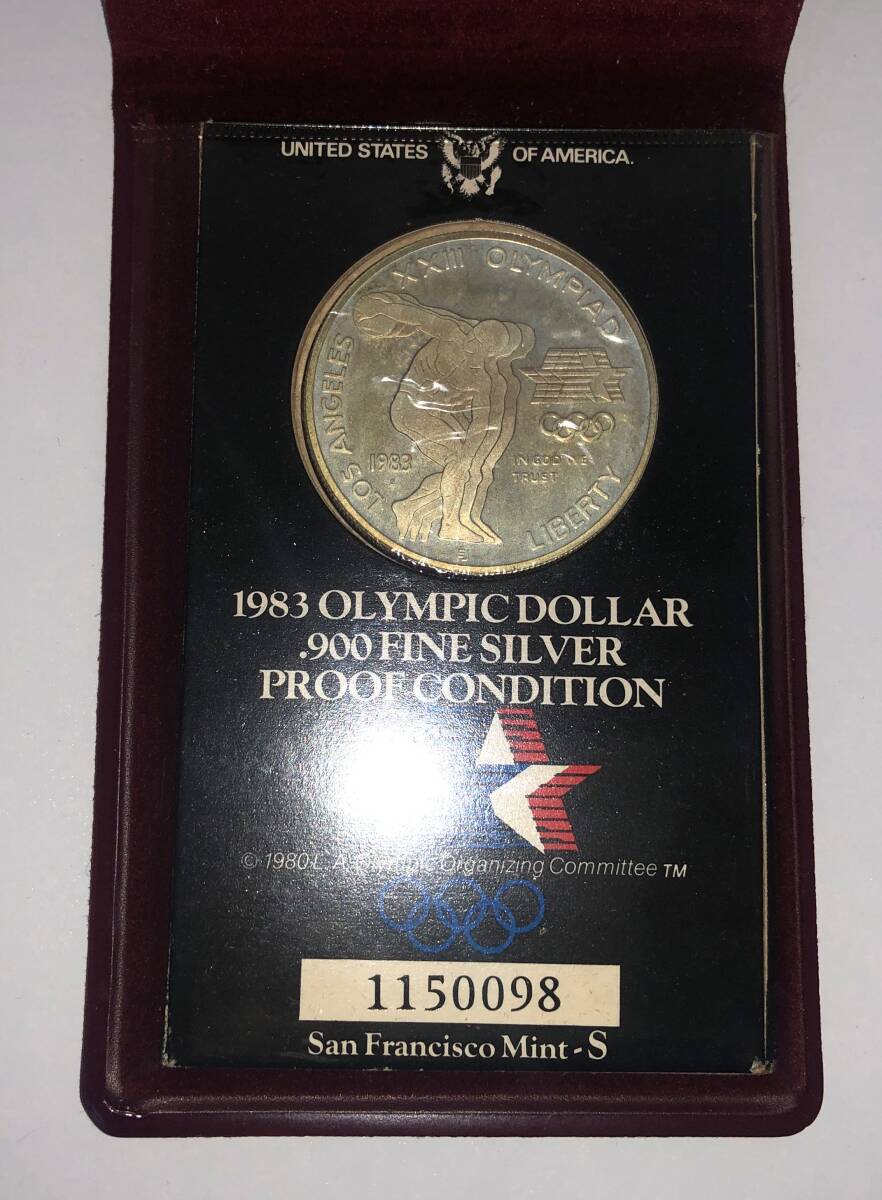 UNITED STATES OF AMERICA.
XXIII OLYMPIAD
LOS ANGELES
1983
IN GOD WE
TRUST
LIBERTY
1983 OLYMPIC DOLLAR
.900 FINE SILVER
PROOF CONDITION
© 1980 L. A. Olympic Organizing Committee TM
1150098
San Francisco Mint - S